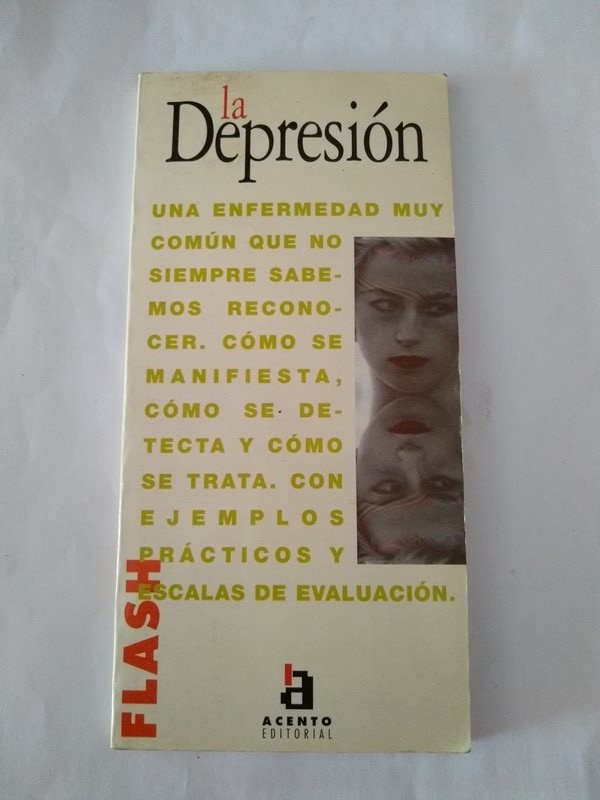 la
Depresión
UNA ENFERMEDAD MUY
COMÚN QUE NO
SIEMPRE SABE-
MOS RECONO-
CER. CÓMO SE
MANIFIESTA,
CÓMO SE DE-
TECTA Y CÓMO
SE TRATA. CON
EJEMPLOS
PRÁCTICOS Y
ESCALAS DE EVALUACIÓN.
FLASH
a
ACENTO
EDITORIAL